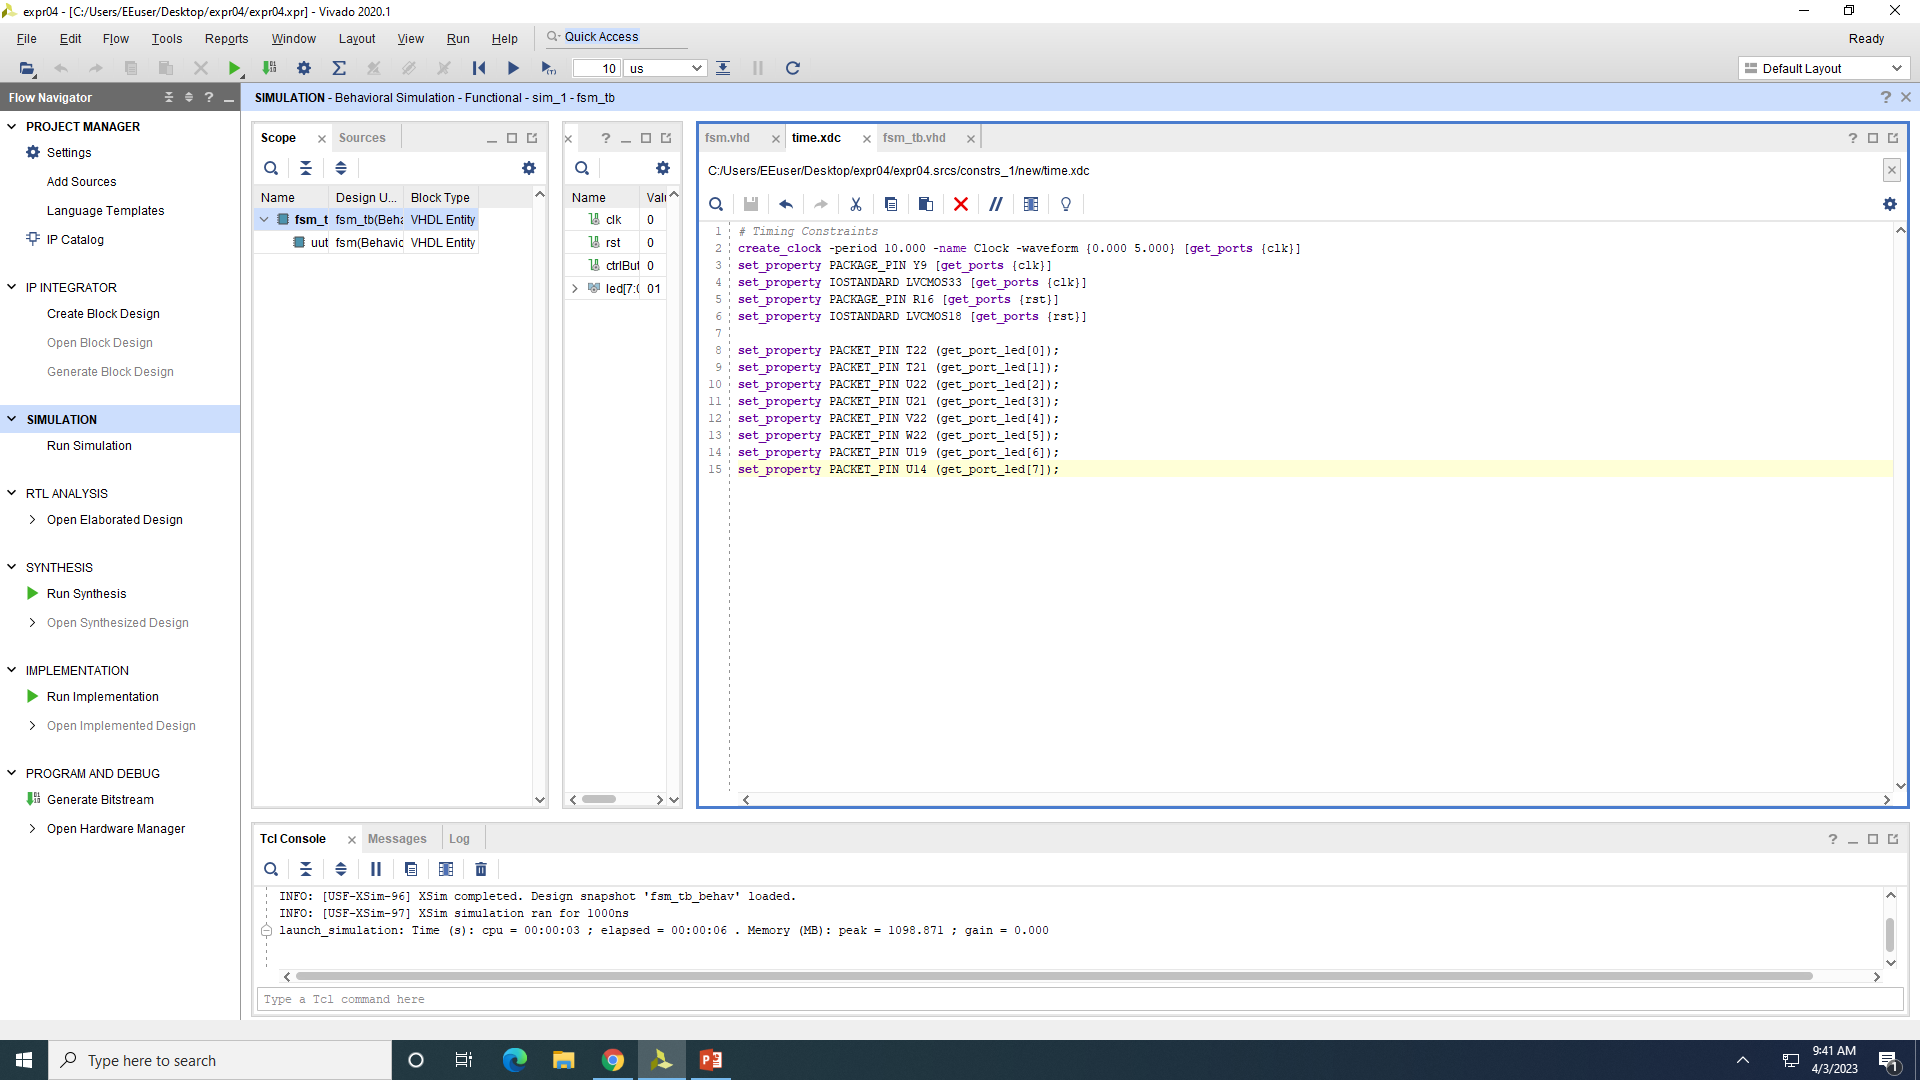 expr04 - [C:/Users/EEuser/Desktop/expr04/expr04.xpr] - Vivado 2020.1
File Edit Flow Tools Reports Window Layout View Run Help Quick Access Ready
10 us Default Layout
Flow Navigator ? SIMULATION - Behavioral Simulation - Functional - sim_1 - fsm_tb ?
PROJECT MANAGER
Settings
Add Sources
Language Templates
IP Catalog
IP INTEGRATOR
Create Block Design
Open Block Design
Generate Block Design
SIMULATION
Run Simulation
RTL ANALYSIS
Open Elaborated Design
SYNTHESIS
Run Synthesis
Open Synthesized Design
IMPLEMENTATION
Run Implementation
Open Implemented Design
PROGRAM AND DEBUG
Generate Bitstream
Open Hardware Manager
Scope Sources
Name Design U... Block Type
fsm_t fsm_tb(Beha VHDL Entity
uut fsm(Behavic VHDL Entity
?
Name Valu
clk 0
rst 0
ctrlBut 0
led[7:0 01
fsm.vhd time.xdc fsm_tb.vhd ?
C:/Users/EEuser/Desktop/expr04/expr04.srcs/constrs_1/new/time.xdc
1 # Timing Constraints
2 create_clock -period 10.000 -name Clock -waveform {0.000 5.000} [get_ports {clk}]
3 set_property PACKAGE_PIN Y9 [get_ports {clk}]
4 set_property IOSTANDARD LVCMOS33 [get_ports {clk}]
5 set_property PACKAGE_PIN R16 [get_ports {rst}]
6 set_property IOSTANDARD LVCMOS18 [get_ports {rst}]
7
8 set_property PACKET_PIN T22 (get_port_led[0]);
9 set_property PACKET_PIN T21 (get_port_led[1]);
10 set_property PACKET_PIN U22 (get_port_led[2]);
11 set_property PACKET_PIN U21 (get_port_led[3]);
12 set_property PACKET_PIN V22 (get_port_led[4]);
13 set_property PACKET_PIN W22 (get_port_led[5]);
14 set_property PACKET_PIN U19 (get_port_led[6]);
15 set_property PACKET_PIN U14 (get_port_led[7]);
Tcl Console Messages Log ?
INFO: [USF-XSim-96] XSim completed. Design snapshot 'fsm_tb_behav' loaded.
INFO: [USF-XSim-97] XSim simulation ran for 1000ns
launch_simulation: Time (s): cpu = 00:00:03 ; elapsed = 00:00:06 . Memory (MB): peak = 1098.871 ; gain = 0.000
Type a Tcl command here
Type here to search
9:41 AM
4/3/2023
1